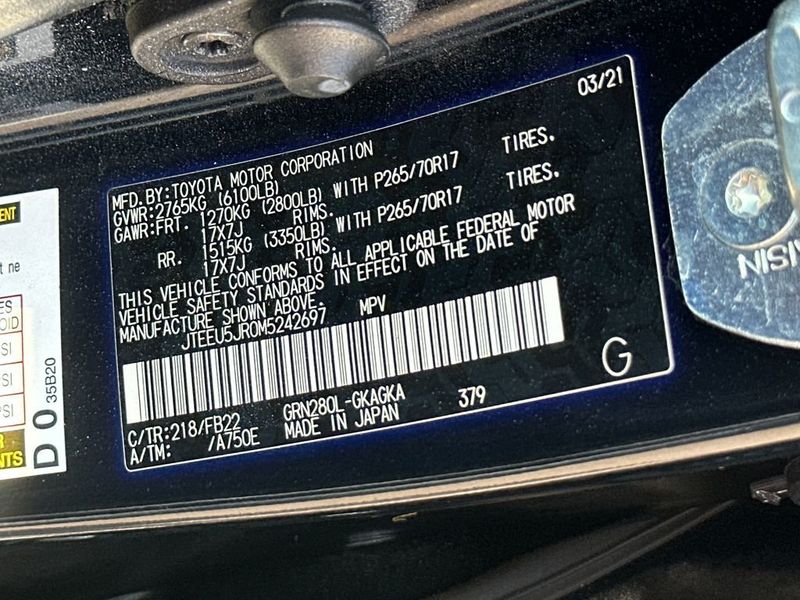 03/21
MFD. BY: TOYOTA MOTOR CORPORATION
GVWR: 2765KG (6100LB)
GAWR: FRT. 1270KG (2800LB) WITH P265/70R17 TIRES.
17X7J RIMS.
RR. 1515KG (3350LB) WITH P265/70R17 TIRES.
17X7J RIMS.
THIS VEHICLE CONFORMS TO ALL APPLICABLE FEDERAL MOTOR
VEHICLE SAFETY STANDARDS IN EFFECT ON THE DATE OF
MANUFACTURE SHOWN ABOVE.
JTEEU5JR0M5242697 MPV
G
C/TR: 218/FB22 GRN280L-GKAGKA 379
A/TM: /A750E MADE IN JAPAN
D 0 35B20
AISIN